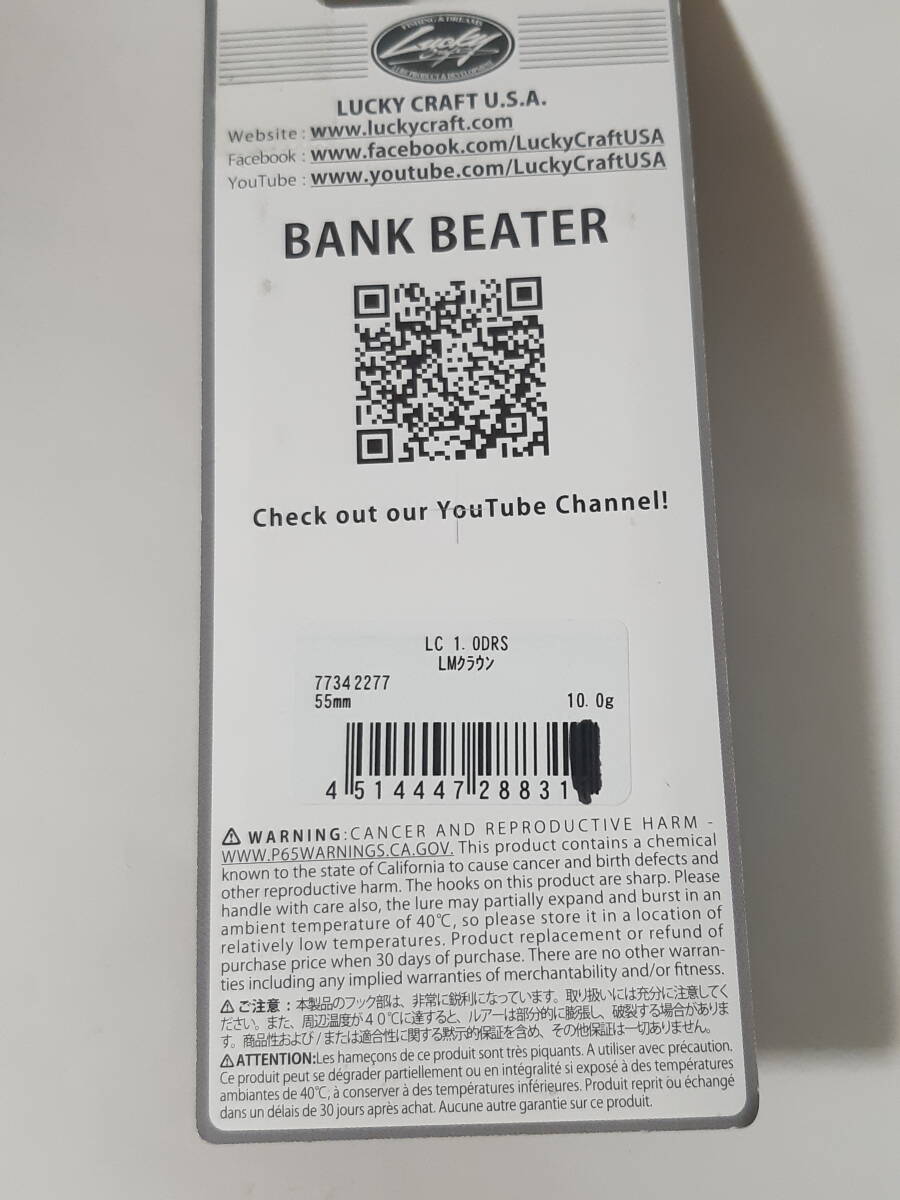 FISHING & DREAMS
Lucky
Craft
LURE PRODUCT & DEVELOPMENT
LUCKY CRAFT U.S.A.
Website : www.luckycraft.com
Facebook : www.facebook.com/LuckyCraftUSA
YouTube : www.youtube.com/LuckyCraftUSA
BANK BEATER
Check out our YouTube Channel!
LC 1.0DRS
LMクラウン
77342277
55mm 10.0g
4 514447 28831
⚠ WARNING:CANCER AND REPRODUCTIVE HARM -
WWW.P65WARNINGS.CA.GOV. This product contains a chemical
known to the state of California to cause cancer and birth defects and
other reproductive harm. The hooks on this product are sharp. Please
handle with care also, the lure may partially expand and burst in an
ambient temperature of 40℃, so please store it in a location of
relatively low temperatures. Product replacement or refund of
purchase price when 30 days of purchase. There are no other warran-
ties including any implied warranties of merchantability and/or fitness.
⚠ ご注意：本製品のフック部は、非常に鋭利になっています。取り扱いには充分に注意してく
ださい。また、周辺温度が４０℃に達すると、ルアーは部分的に膨張し、破裂する場合がありま
す。商品性および/または適合性に関する黙示的保証を含め、その他保証は一切ありません。
⚠ATTENTION:Les hameçons de ce produit sont très piquants. A utiliser avec précaution.
Ce produit peut se dégrader partiellement ou en intégralité si exposé à des températures
ambiantes de 40℃, à conserver à des températures inférieures. Produit reprit ou échangé
dans un délais de 30 jours après achat. Aucune autre garantie sur ce produit.